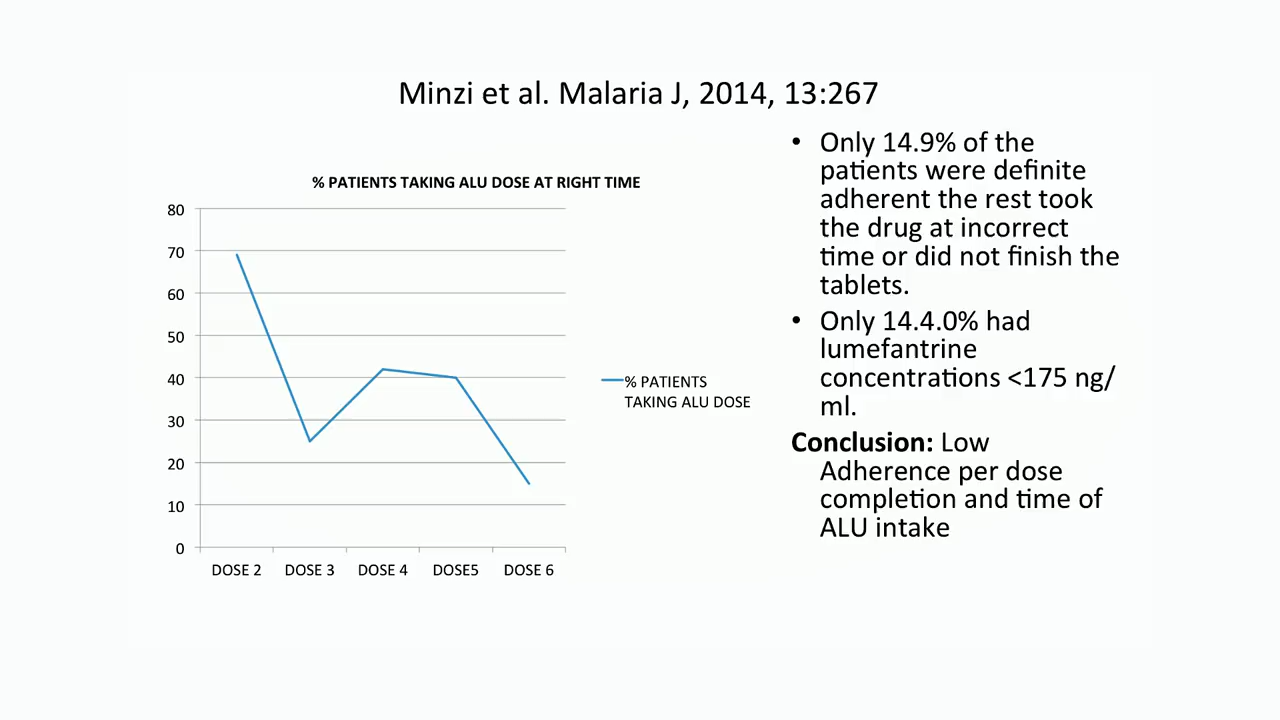 Minzi et al. Malaria J, 2014, 13:267
% PATIENTS TAKING ALU DOSE AT RIGHT TIME
80
70
60
50
40
30
20
10
0
DOSE 2
DOSE 3
DOSE 4
DOSE5
DOSE 6
% PATIENTS
TAKING ALU DOSE
• Only 14.9% of the
patients were definite
adherent the rest took
the drug at incorrect
time or did not finish the
tablets.
• Only 14.4.0% had
lumefantrine
concentrations <175 ng/
ml.
Conclusion: Low
Adherence per dose
completion and time of
ALU intake